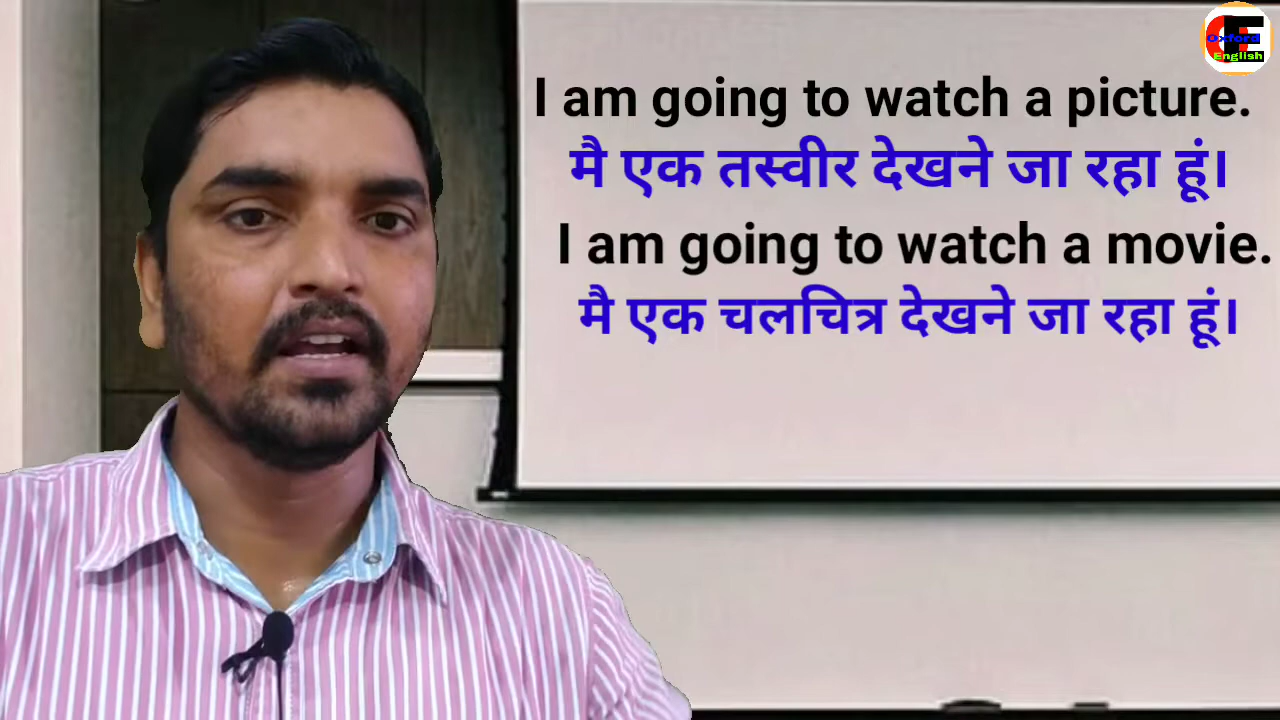 Oxford
English
I am going to watch a picture.
मै एक तस्वीर देखने जा रहा हूं।
I am going to watch a movie.
मै एक चलचित्र देखने जा रहा हूं।